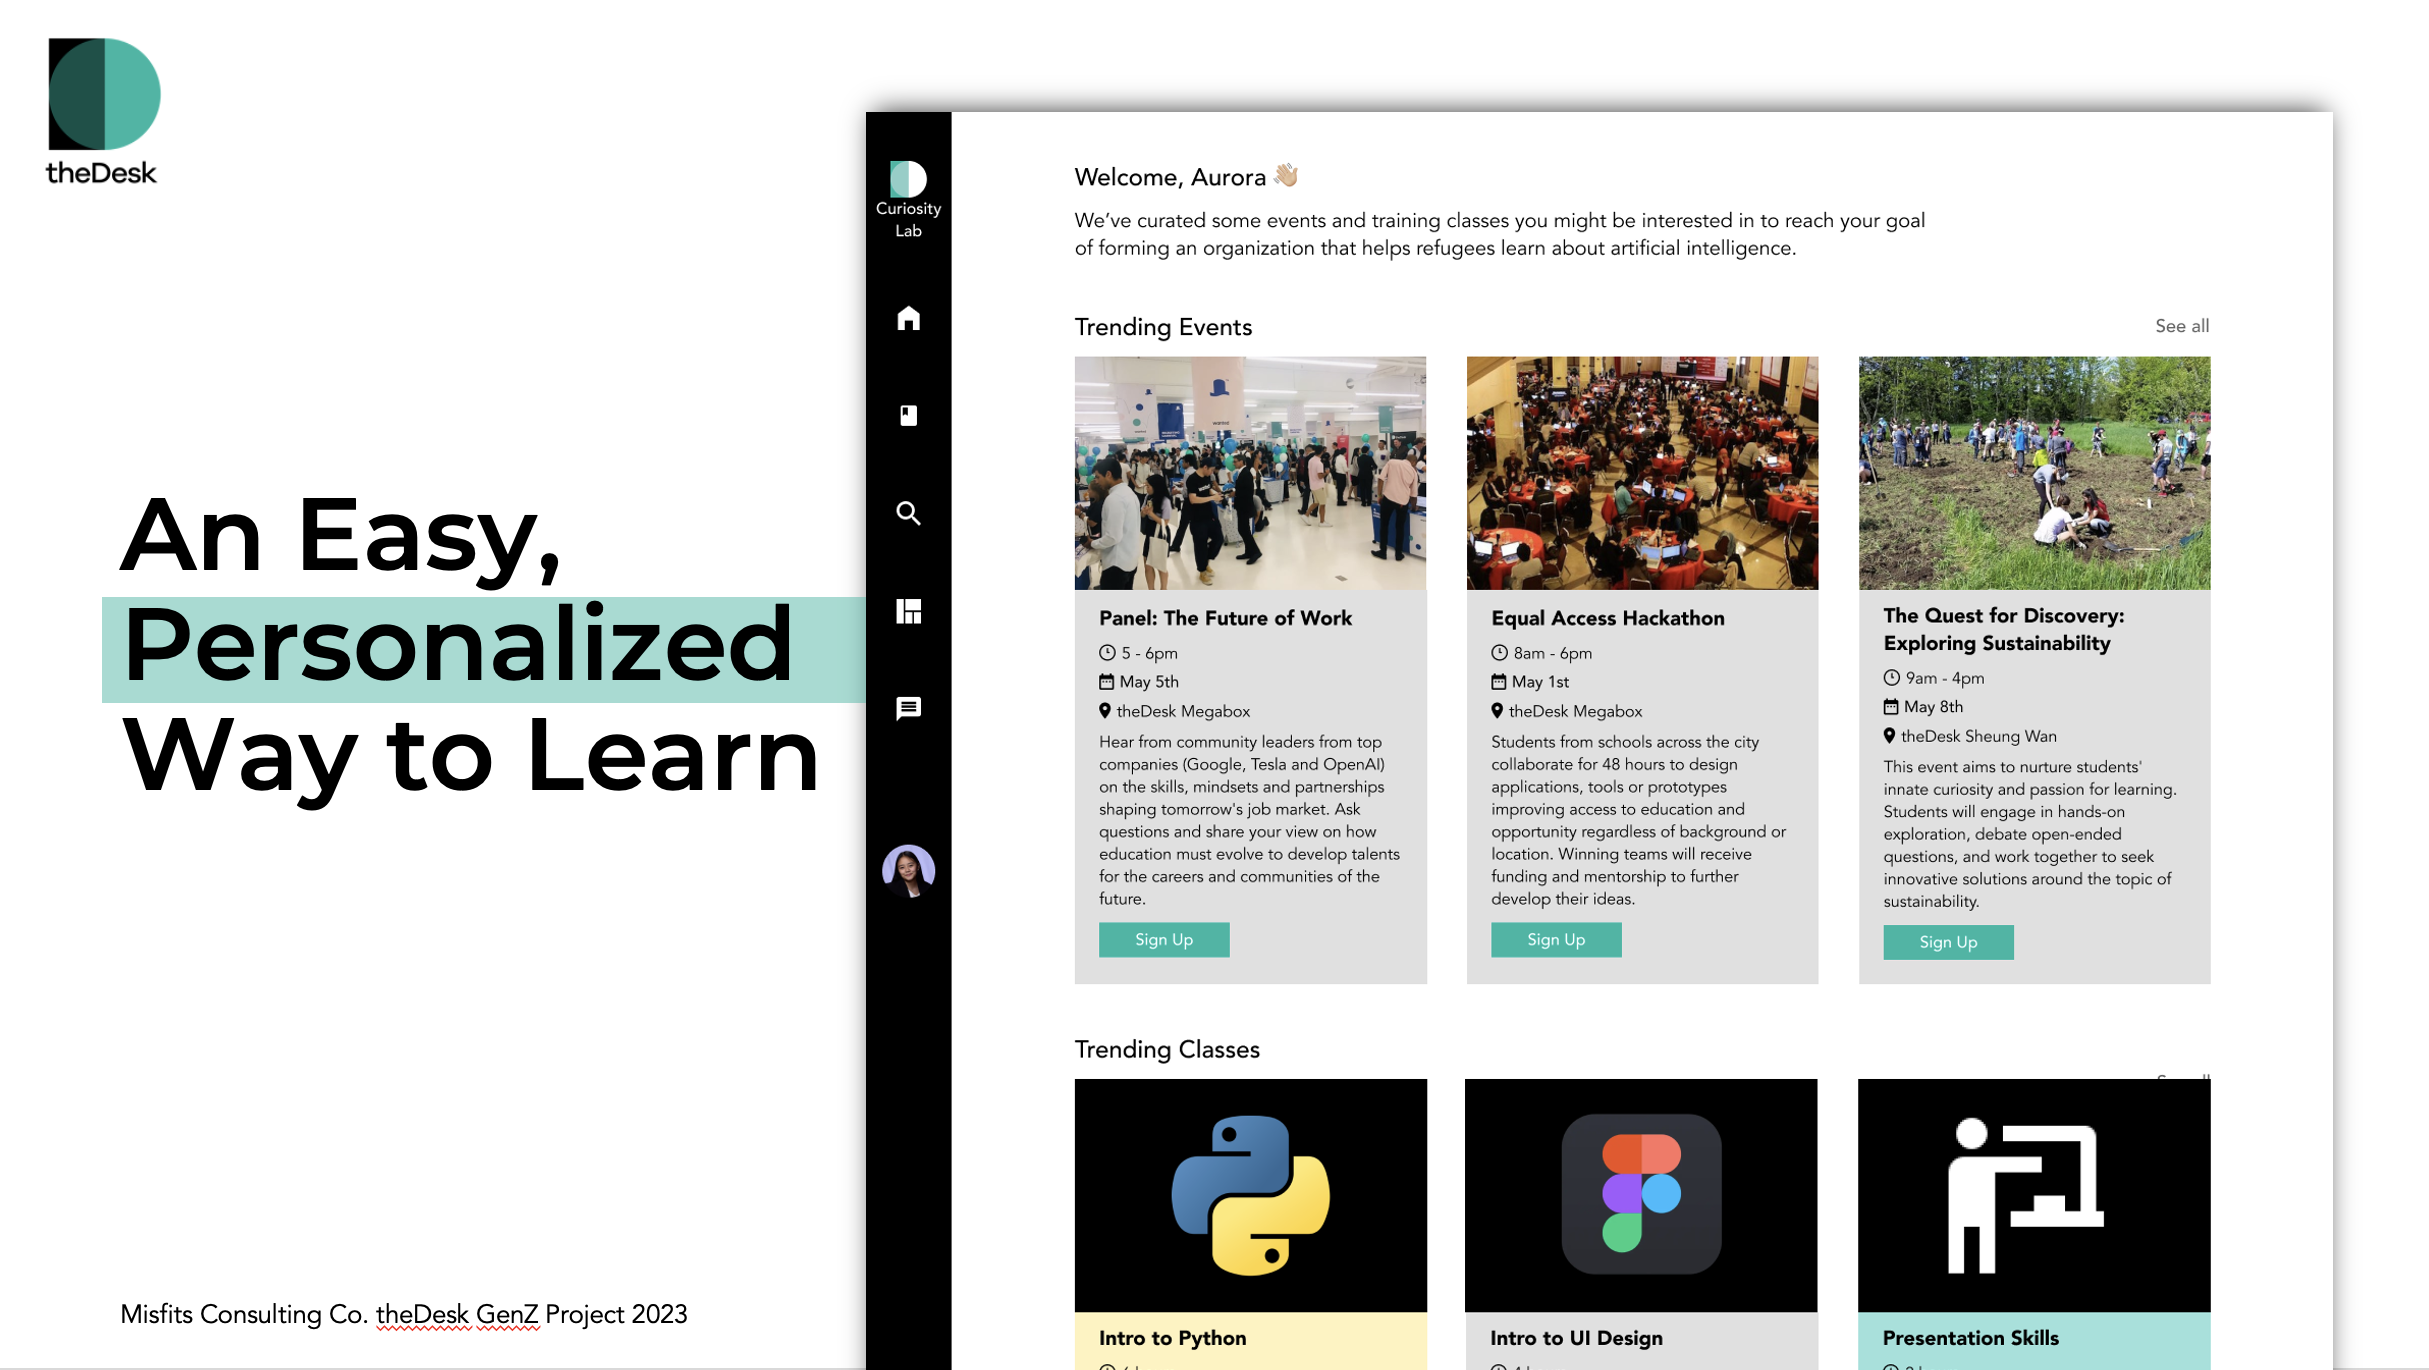 theDesk
An Easy,
Personalized
Way to Learn
Misfits Consulting Co. theDesk GenZ Project 2023
Curiosity
Lab
Welcome, Aurora 👋🏼
We’ve curated some events and training classes you might be interested in to reach your goal
of forming an organization that helps refugees learn about artificial intelligence.
Trending Events
See all
Panel: The Future of Work
5 - 6pm
May 5th
theDesk Megabox
Hear from community leaders from top
companies (Google, Tesla and OpenAI)
on the skills, mindsets and partnerships
shaping tomorrow's job market. Ask
questions and share your view on how
education must evolve to develop talents
for the careers and communities of the
future.
Sign Up
Equal Access Hackathon
8am - 6pm
May 1st
theDesk Megabox
Students from schools across the city
collaborate for 48 hours to design
applications, tools or prototypes
improving access to education and
opportunity regardless of background or
location. Winning teams will receive
funding and mentorship to further
develop their ideas.
Sign Up
The Quest for Discovery:
Exploring Sustainability
9am - 4pm
May 8th
theDesk Sheung Wan
This event aims to nurture students'
innate curiosity and passion for learning.
Students will engage in hands-on
exploration, debate open-ended
questions, and work together to seek
innovative solutions around the topic of
sustainability.
Sign Up
Trending Classes
Intro to Python
Intro to UI Design
Presentation Skills